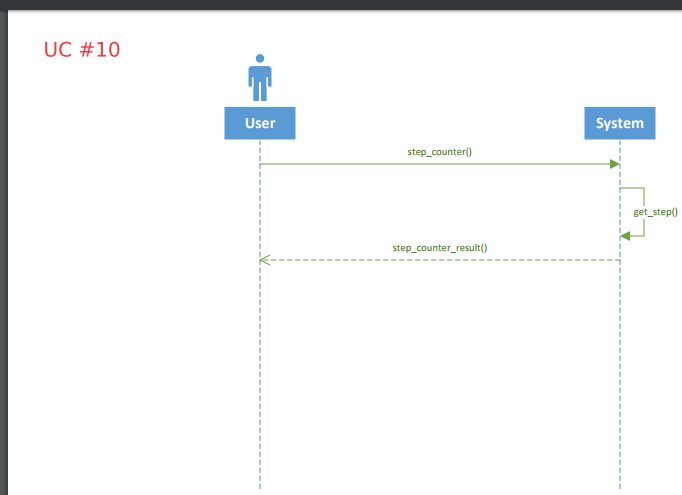 UC #10
User
System
step_counter()
get_step()
step_counter_result()